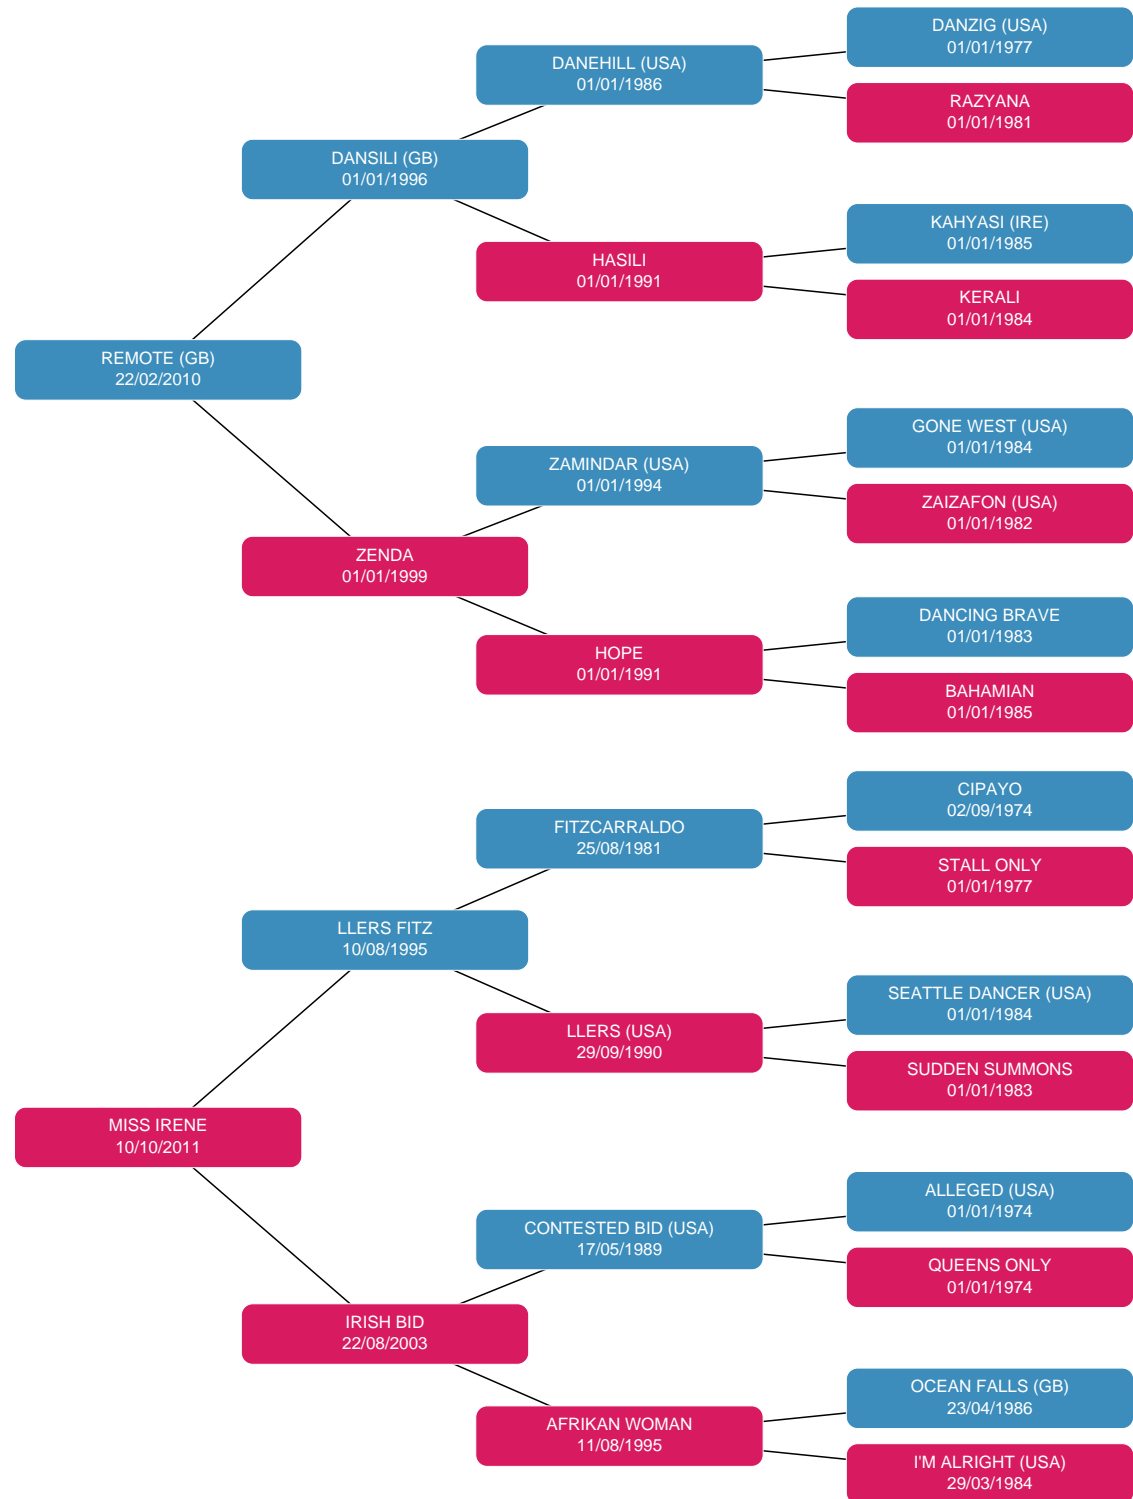 DANZIG (USA)
01/01/1977
DANEHILL (USA)
01/01/1986
RAZYANA
01/01/1981
DANSILI (GB)
01/01/1996
KAHYASI (IRE)
01/01/1985
HASILI
01/01/1991
KERALI
01/01/1984
REMOTE (GB)
22/02/2010
GONE WEST (USA)
01/01/1984
ZAMINDAR (USA)
01/01/1994
ZAIZAFON (USA)
01/01/1982
ZENDA
01/01/1999
DANCING BRAVE
01/01/1983
HOPE
01/01/1991
BAHAMIAN
01/01/1985
CIPAYO
02/09/1974
FITZCARRALDO
25/08/1981
STALL ONLY
01/01/1977
LLERS FITZ
10/08/1995
SEATTLE DANCER (USA)
01/01/1984
LLERS (USA)
29/09/1990
SUDDEN SUMMONS
01/01/1983
MISS IRENE
10/10/2011
ALLEGED (USA)
01/01/1974
CONTESTED BID (USA)
17/05/1989
QUEENS ONLY
01/01/1974
IRISH BID
22/08/2003
OCEAN FALLS (GB)
23/04/1986
AFRIKAN WOMAN
11/08/1995
I'M ALRIGHT (USA)
29/03/1984